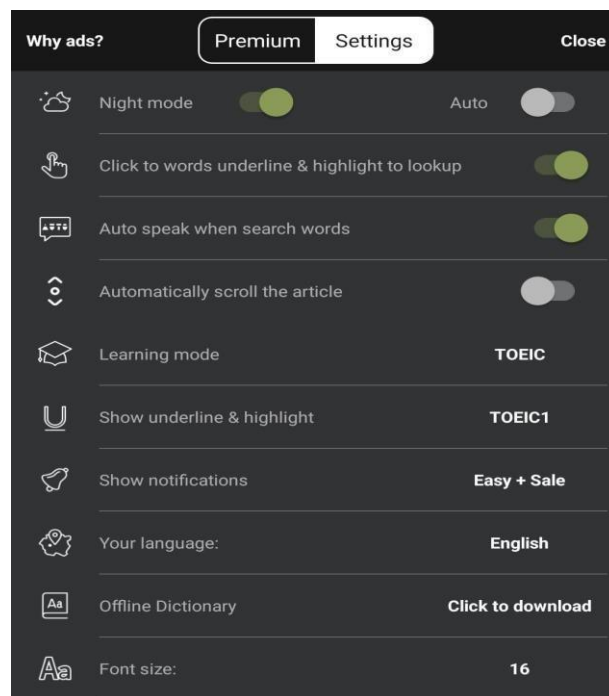 Why ads? Premium Settings Close
Night mode Auto
Click to words underline & highlight to lookup
Auto speak when search words
Automatically scroll the article
Learning mode TOEIC
Show underline & highlight TOEIC1
Show notifications Easy + Sale
Your language: English
Aa Offline Dictionary Click to download
Aa Font size: 16